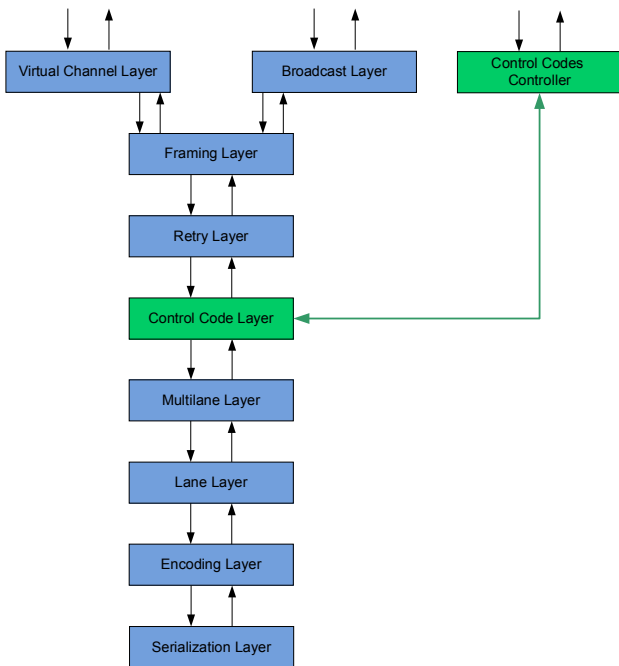 Virtual Channel Layer
Broadcast Layer
Control Codes
Controller
Framing Layer
Retry Layer
Control Code Layer
Multilane Layer
Lane Layer
Encoding Layer
Serialization Layer